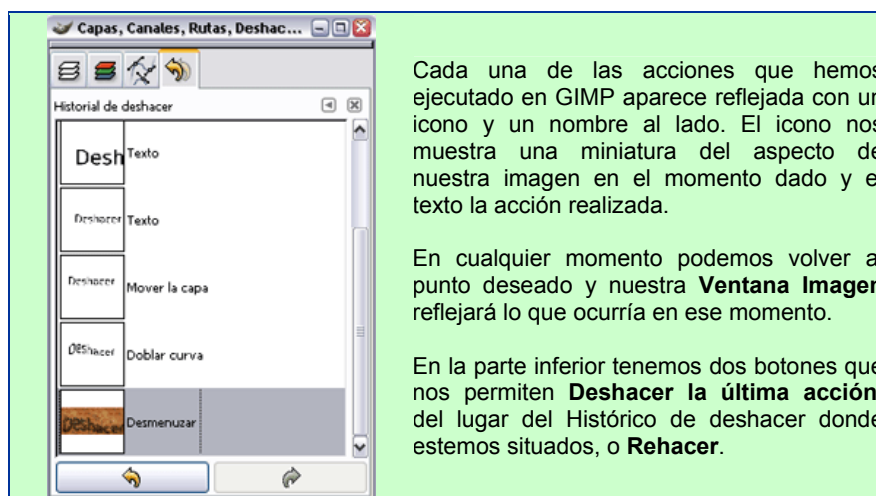 Capas, Canales, Rutas, Deshac...
Historial de deshacer
Desh Texto
Deshacer Texto
Deshacer Mover la capa
Deshacer Doblar curva
Deshacer Desmenuzar
Cada una de las acciones que hemos
ejecutado en GIMP aparece reflejada con un
icono y un nombre al lado. El icono nos
muestra una miniatura del aspecto de
nuestra imagen en el momento dado y el
texto la acción realizada.
En cualquier momento podemos volver al
punto deseado y nuestra Ventana Imagen
reflejará lo que ocurría en ese momento.
En la parte inferior tenemos dos botones que
nos permiten Deshacer la última acción
del lugar del Histórico de deshacer donde
estemos situados, o Rehacer.